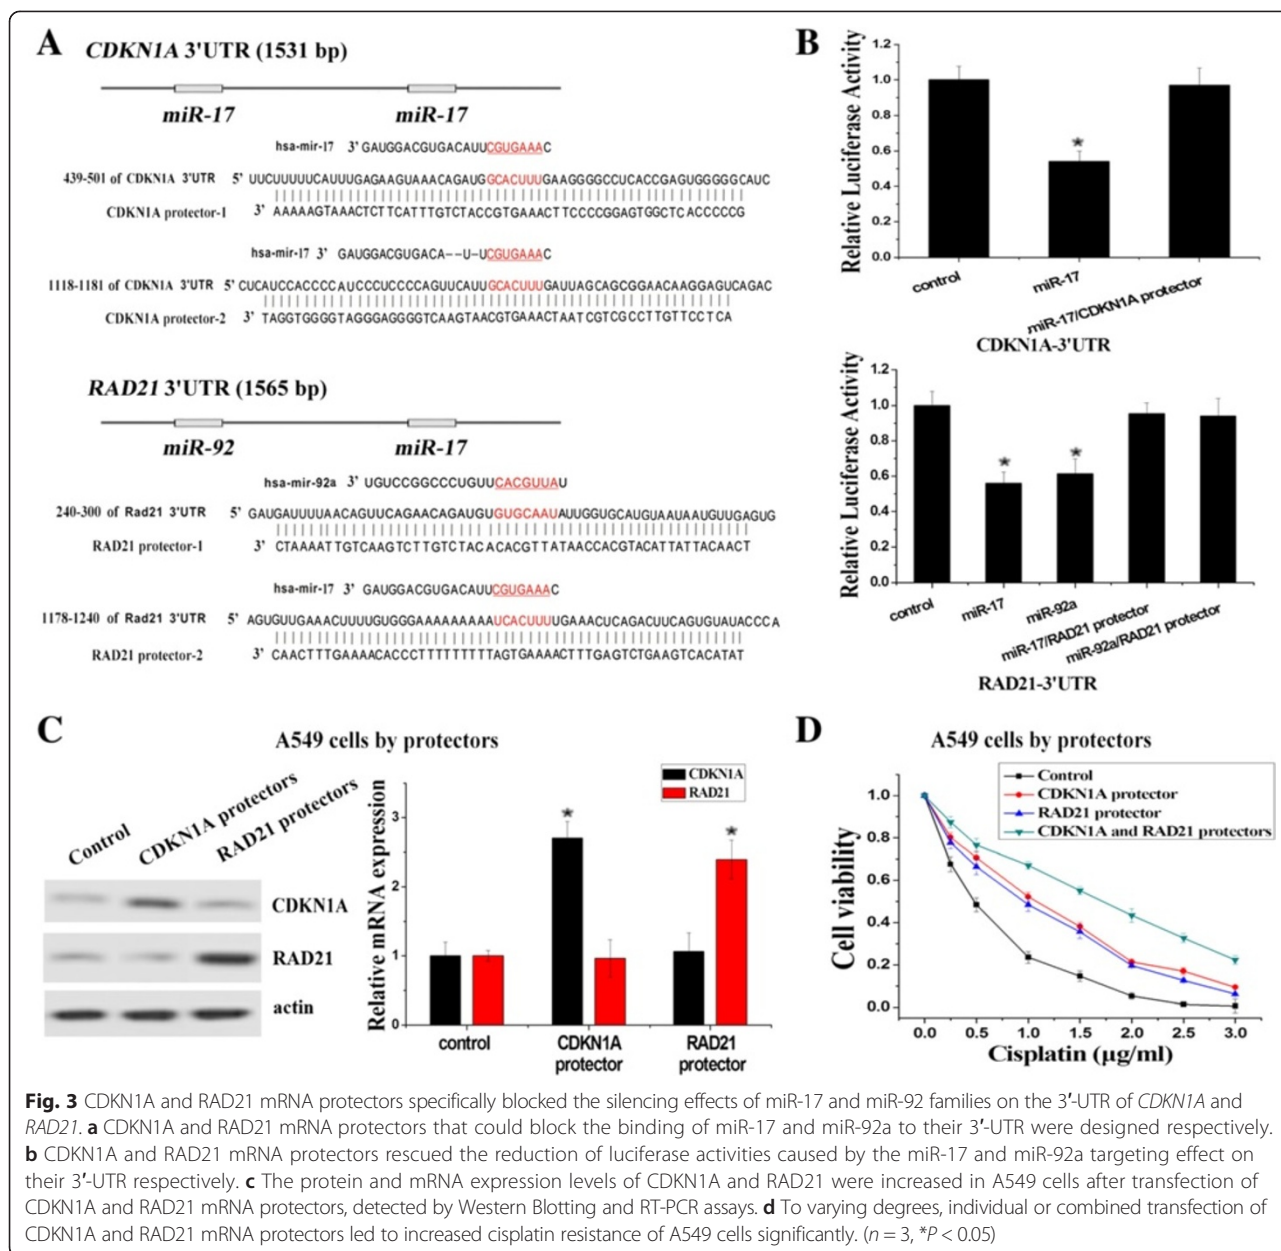 A
CDKN1A 3'UTR (1531 bp)
miR-17 miR-17
hsa-mir-17 3' GAUGGACGUGACAUUCGUGAAAC
439-501 of CDKN1A 3'UTR 5' UUCUUUUUCAUUUGAGAAGUAAACAGAUGGCACUUUGAAGGGGCCUCACCGAGUGGGGGCAUC
CDKN1A protector-1 3' AAAAAGTAAACTCTTCATTTGTCTACCGTGAAACTTCCCCGGAGTGGCTCACCCCCG
hsa-mir-17 3' GAUGGACGUGACA--U-UCGUGAAAC
1118-1181 of CDKN1A 3'UTR 5' CUCAUCCACCCCAUCCCUCCCCAGUUCAUUGCACUUUGAUUAGCAGCGGAACAAGGAGUCAGAC
CDKN1A protector-2 3' TAGGTGGGGTAGGGAGGGGTCAAGTAACGTGAAACTAATCGTCGCCTTGTTCCTCA
RAD21 3'UTR (1565 bp)
miR-92 miR-17
hsa-mir-92a 3' UGUCCGGCCCUGUUCACGUUAU
240-300 of Rad21 3'UTR 5' GAUGAUUUUAACAGUUCAGAACAGAUGUGUGCAAUAUUGGUGCAUGUAAUAAUGUUGAGUG
RAD21 protector-1 3' CTAAAATTGTCAAGTCTTGTCTACACACGTTATAACCACGTACATTATTACAACT
hsa-mir-17 3' GAUGGACGUGACAUUCGUGAAAC
1178-1240 of Rad21 3'UTR 5' AGUGUUGAAACUUUUGUGGGAAAAAAAAAUCACUUUUGAAACUCAGACUUCAGUGUAUACCCA
RAD21 protector-2 3' CAACTTTGAAAACACCCTTTTTTTTTAGTGAAAACTTTGAGTCTGAAGTCACATAT
B
Relative Luciferase Activity
1.2
1.0
0.8
0.6
0.4
0.2
0.0
*
control
miR-17
miR-17/CDKN1A protector
CDKN1A-3'UTR
Relative Luciferase Activity
1.2
1.0
0.8
0.6
0.4
0.2
0.0
* *
control
miR-17
miR-92a
miR-17/RAD21 protector
miR-92a/RAD21 protector
RAD21-3'UTR
C
A549 cells by protectors
Control
CDKN1A protectors
RAD21 protectors
CDKN1A
RAD21
actin
Relative mRNA expression
3
2
1
0
CDKN1A
RAD21
* *
control
CDKN1A protector
RAD21 protector
D
A549 cells by protectors
Control
CDKN1A protector
RAD21 protector
CDKN1A and RAD21 protectors
Cell viability
1.0
0.8
0.6
0.4
0.2
0.0
0.0 0.5 1.0 1.5 2.0 2.5 3.0
Cisplatin (µg/ml)
Fig. 3 CDKN1A and RAD21 mRNA protectors specifically blocked the silencing effects of miR-17 and miR-92 families on the 3′-UTR of CDKN1A and
RAD21. a CDKN1A and RAD21 mRNA protectors that could block the binding of miR-17 and miR-92a to their 3′-UTR were designed respectively.
b CDKN1A and RAD21 mRNA protectors rescued the reduction of luciferase activities caused by the miR-17 and miR-92a targeting effect on
their 3′-UTR respectively. c The protein and mRNA expression levels of CDKN1A and RAD21 were increased in A549 cells after transfection of
CDKN1A and RAD21 mRNA protectors, detected by Western Blotting and RT-PCR assays. d To varying degrees, individual or combined transfection of
CDKN1A and RAD21 mRNA protectors led to increased cisplatin resistance of A549 cells significantly. (n = 3, *P < 0.05)